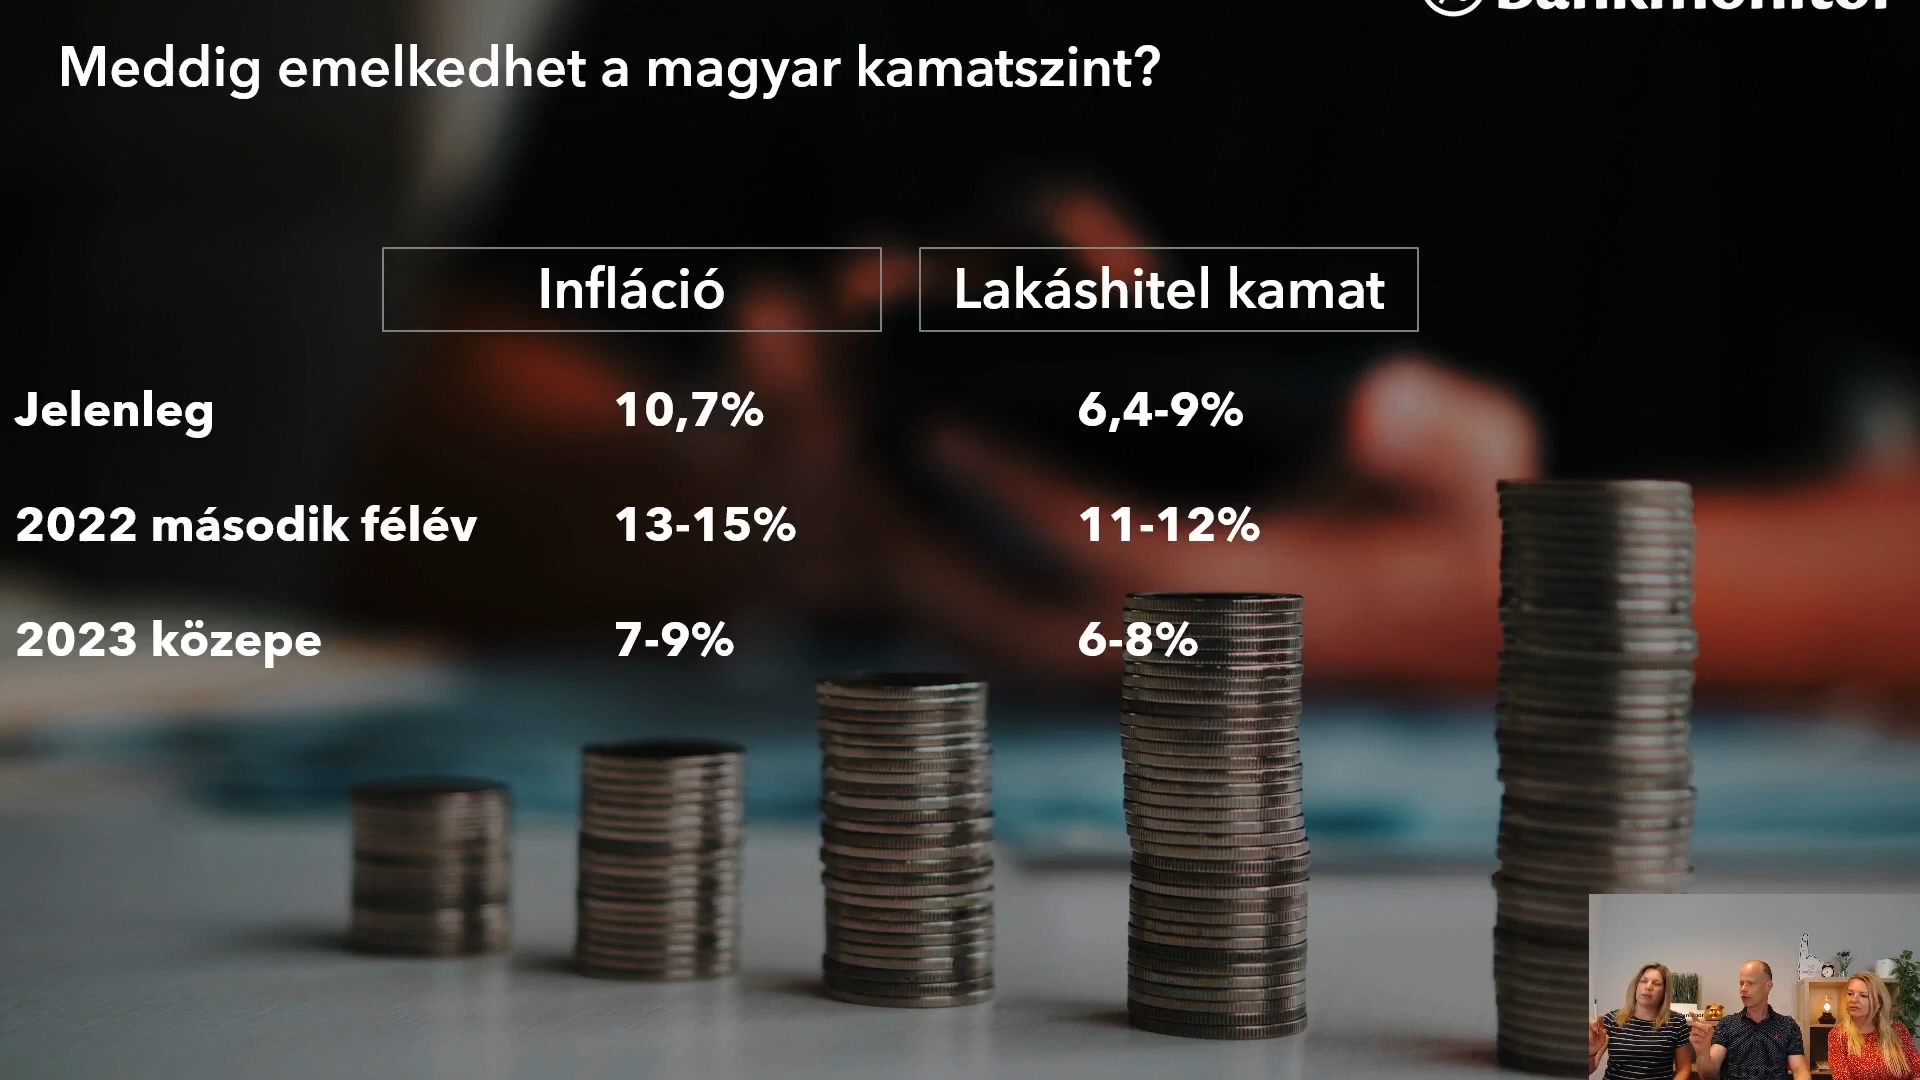 Bankmonitor
Meddig emelkedhet a magyar kamatszint?
Infláció Lakáshitel kamat
Jelenleg 10,7% 6,4-9%
2022 második félév 13-15% 11-12%
2023 közepe 7-9% 6-8%